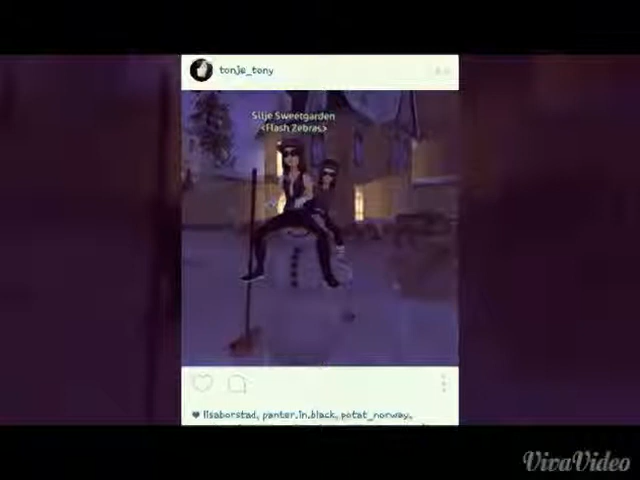 tonje_tony
Silje Sweetgarden
<Flash Zebras>
lisaborstad, panter.in.black, potat_norway,
VivaVideo